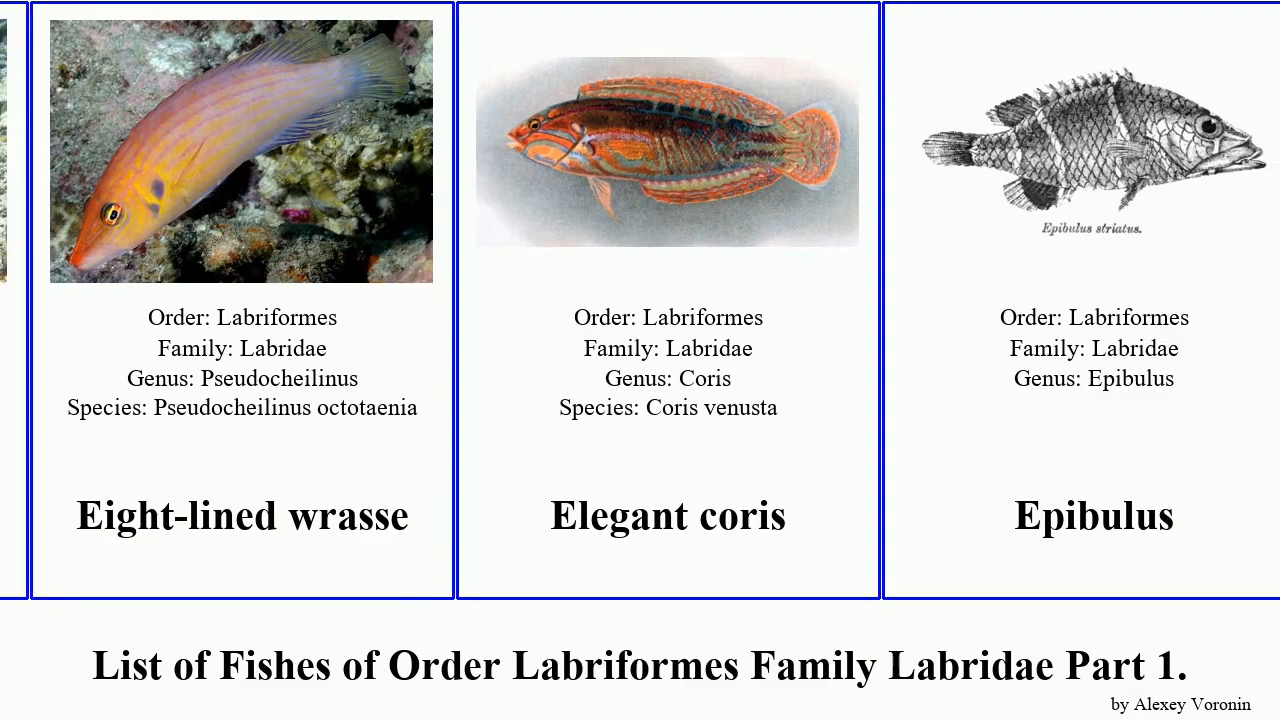 Epibulus striatus.
Order: Labriformes
Family: Labridae
Genus: Pseudocheilinus
Species: Pseudocheilinus octotaenia
Eight-lined wrasse
Order: Labriformes
Family: Labridae
Genus: Coris
Species: Coris venusta
Elegant coris
Order: Labriformes
Family: Labridae
Genus: Epibulus
Epibulus
List of Fishes of Order Labriformes Family Labridae Part 1.
by Alexey Voronin